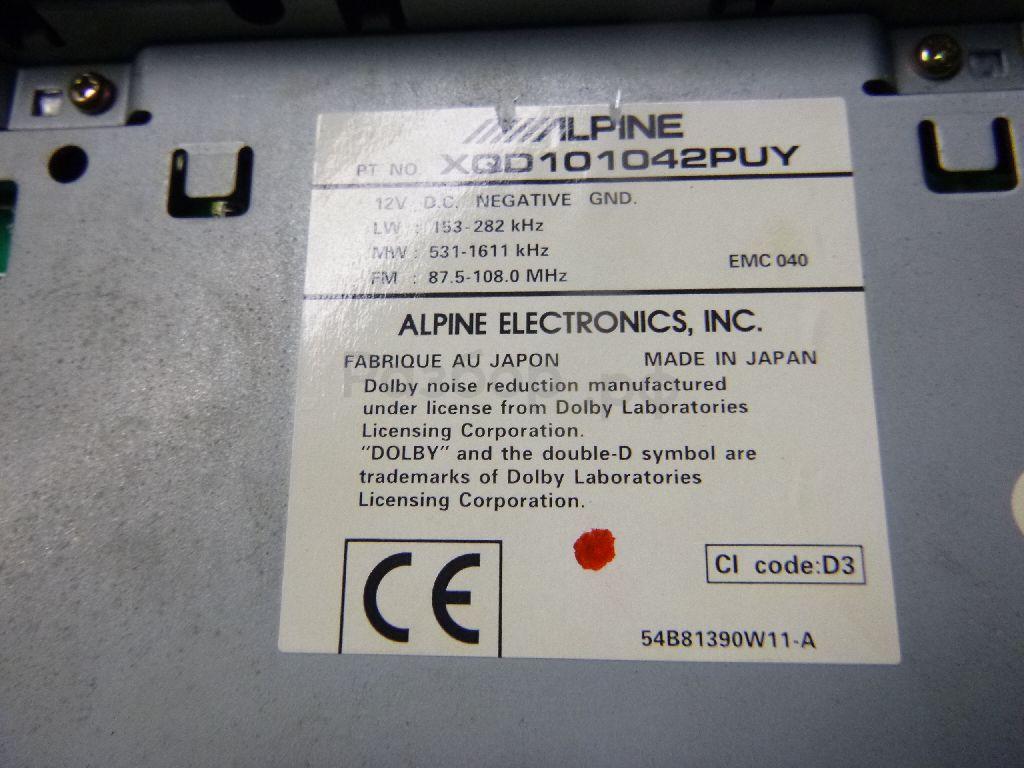 ALPINE
PT NO. XQD101042PUY
12V D.C. NEGATIVE GND.
LW : 153-282 kHz
MW : 531-1611 kHz
FM : 87.5-108.0 MHz
EMC 040
ALPINE ELECTRONICS, INC.
FABRIQUE AU JAPON MADE IN JAPAN
Dolby noise reduction manufactured
under license from Dolby Laboratories
Licensing Corporation.
"DOLBY" and the double-D symbol are
trademarks of Dolby Laboratories
Licensing Corporation.
CE
CI code:D3
54B81390W11-A